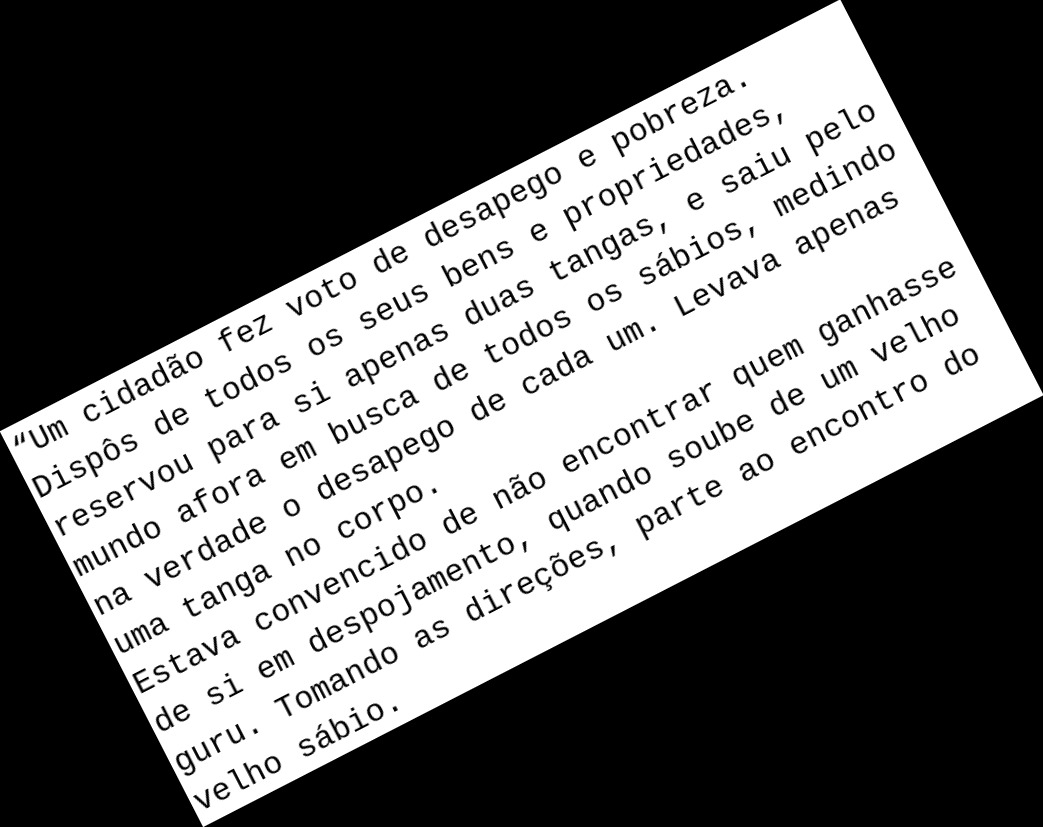 “Um cidadão fez voto de desapego e pobreza.
Dispôs de todos os seus bens e propriedades,
reservou para si apenas duas tangas, e saiu pelo
mundo afora em busca de todos os sábios, medindo
na verdade o desapego de cada um. Levava apenas
uma tanga no corpo.
Estava convencido de não encontrar quem ganhasse
de si em despojamento, quando soube de um velho
guru. Tomando as direções, parte ao encontro do
velho sábio.